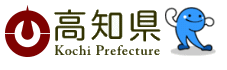 高知県
Kochi Prefecture